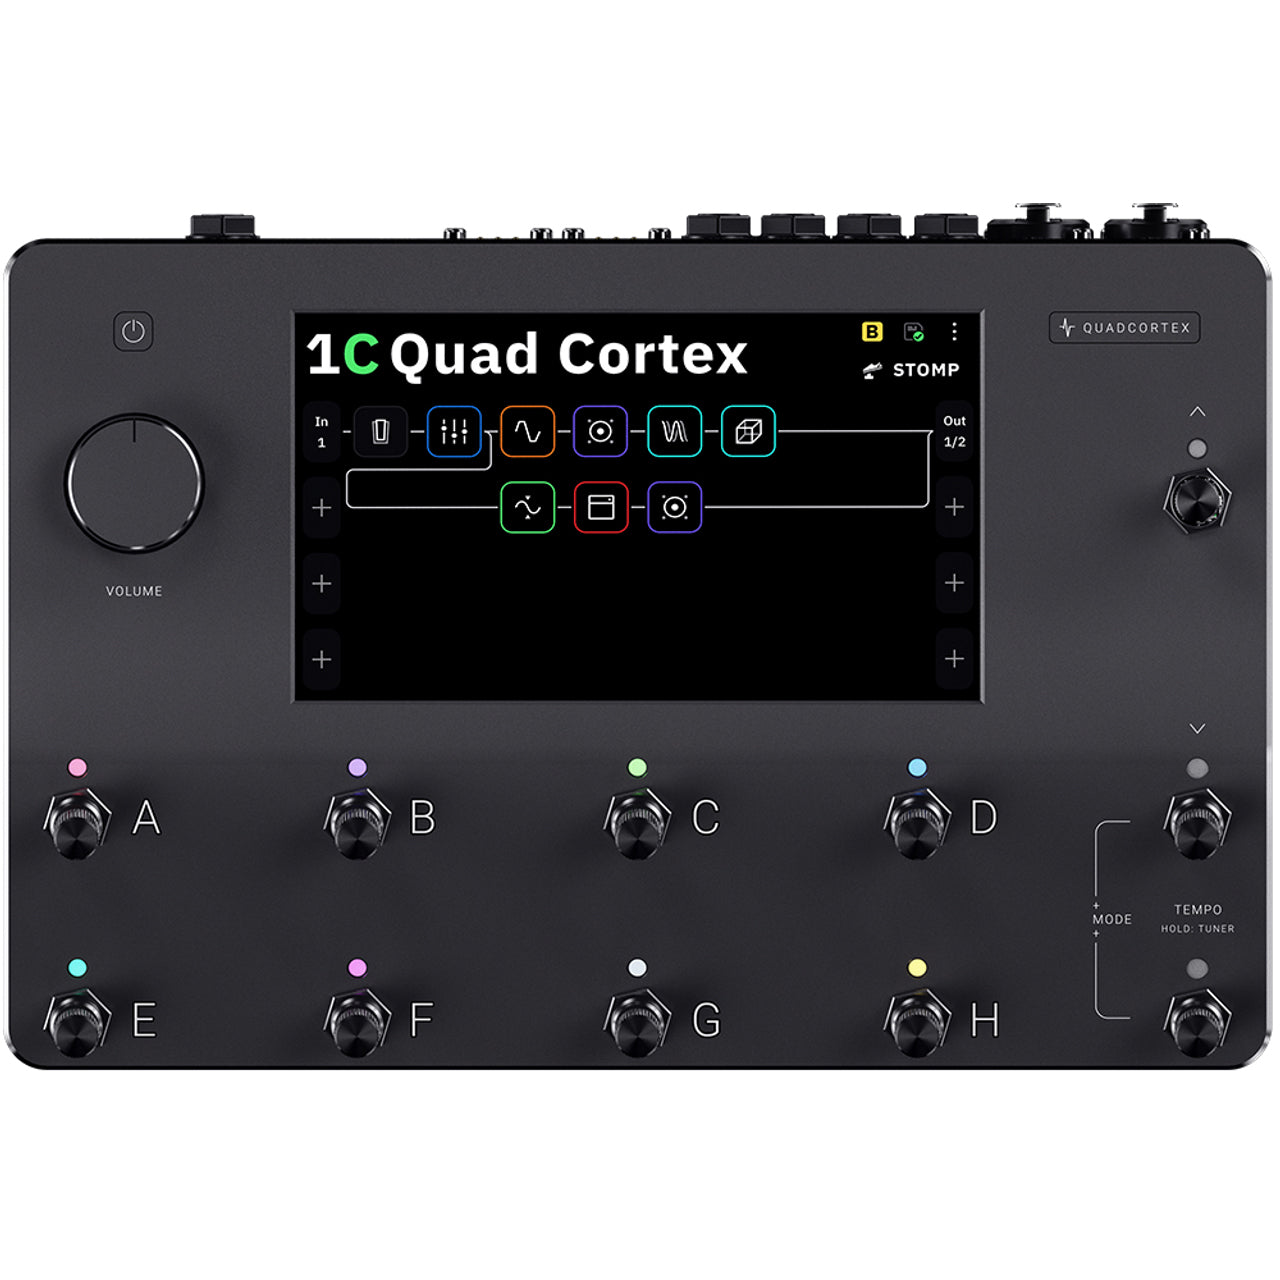 1C Quad Cortex
B
STOMP
In
1
Out
1/2
QUADCORTEX
VOLUME
A
B
C
D
MODE
TEMPO
HOLD: TUNER
E
F
G
H